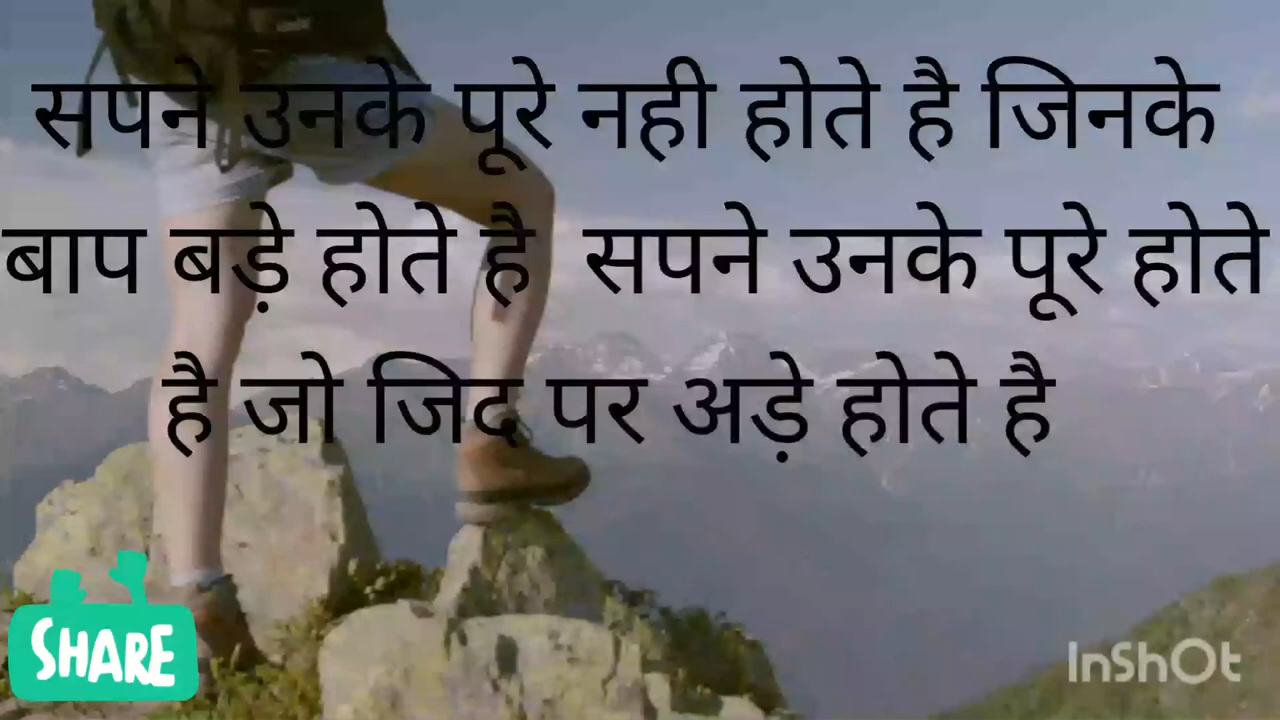 सपने उनके पूरे नही होते है जिनके
बाप बड़े होते है सपने उनके पूरे होते
है जो जिद पर अड़े होते है
SHARE
InShOt